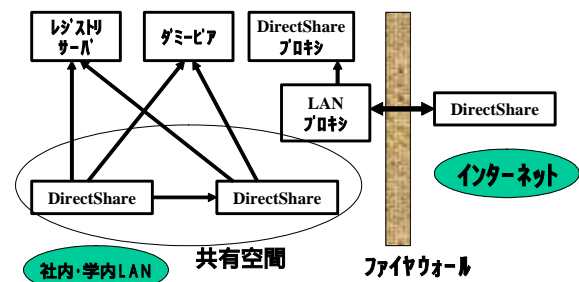 レジストリ
サーバ
ダミーピア
DirectShare
プロキシ
LAN
プロキシ
DirectShare
インターネット
DirectShare
DirectShare
共有空間
社内・学内LAN
ファイヤウォール